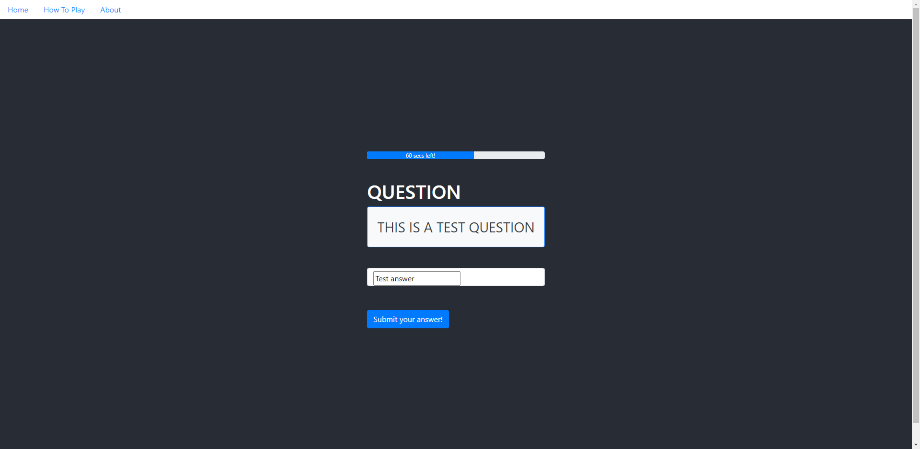 Home How To Play About
60 secs left!
QUESTION
THIS IS A TEST QUESTION
Test answer
Submit your answer!